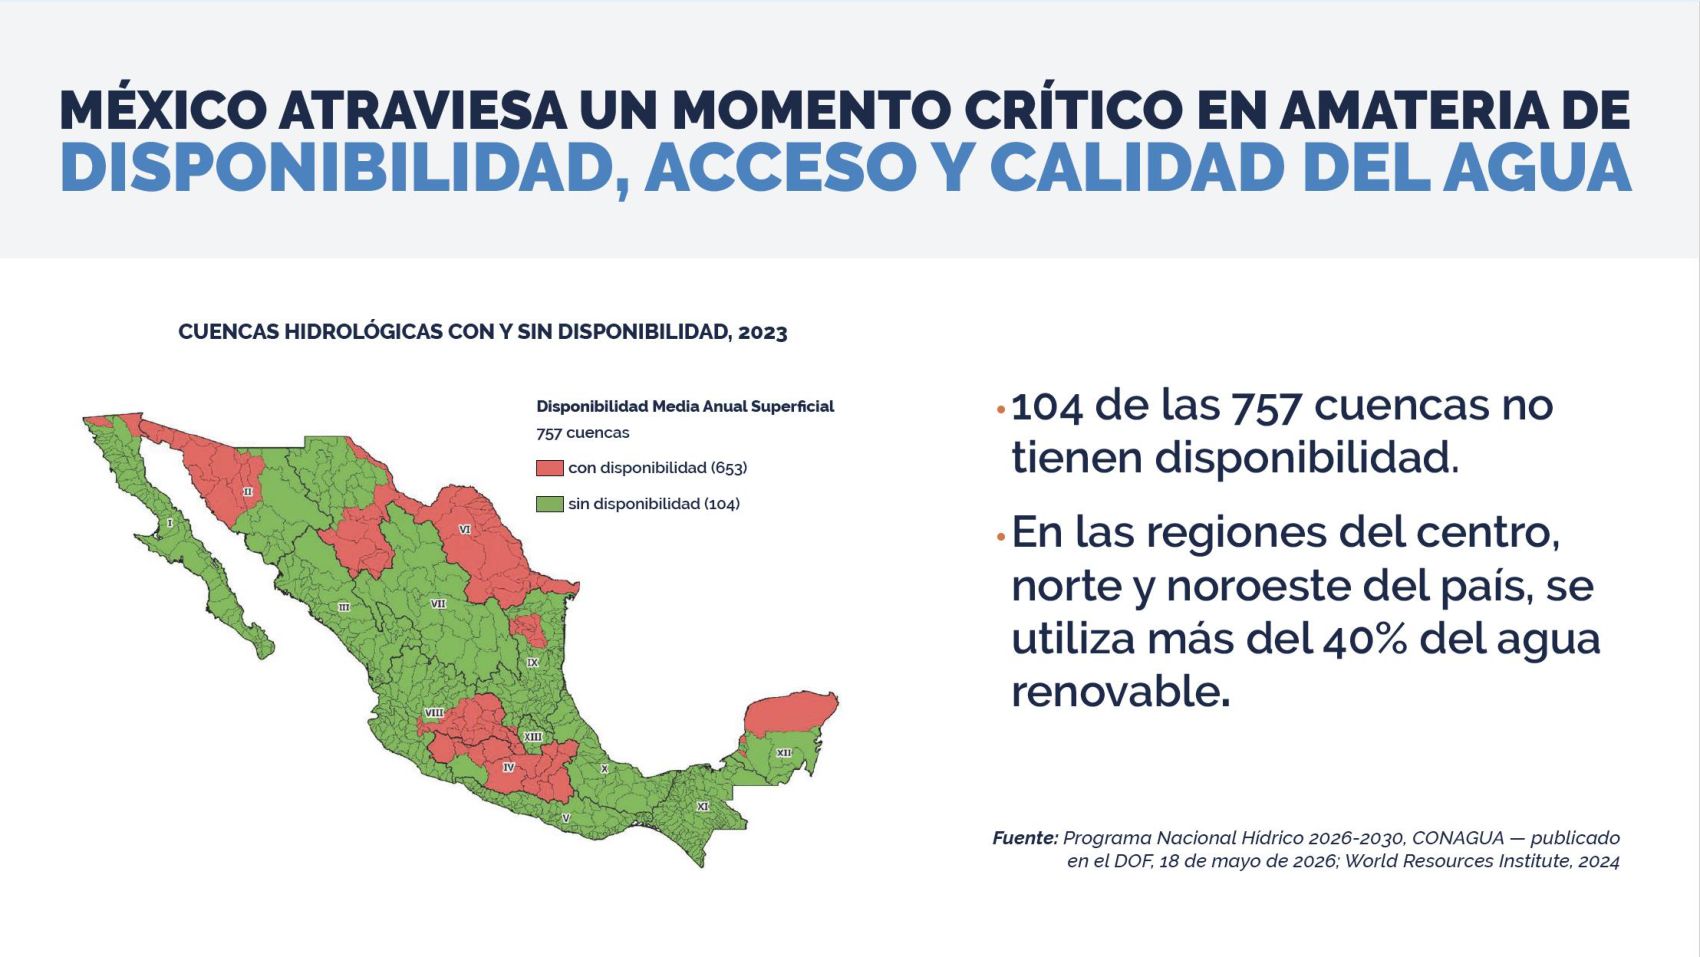 MÉXICO ATRAVIESA UN MOMENTO CRÍTICO EN AMATERIA DE
DISPONIBILIDAD, ACCESO Y CALIDAD DEL AGUA
CUENCAS HIDROLÓGICAS CON Y SIN DISPONIBILIDAD, 2023
Disponibilidad Media Anual Superficial
757 cuencas
con disponibilidad (653)
sin disponibilidad (104)
I
II
III
IV
V
VI
VII
VIII
IX
X
XI
XII
XIII
•104 de las 757 cuencas no
tienen disponibilidad.
•En las regiones del centro,
norte y noroeste del país, se
utiliza más del 40% del agua
renovable.
Fuente: Programa Nacional Hídrico 2026-2030, CONAGUA — publicado
en el DOF, 18 de mayo de 2026; World Resources Institute, 2024